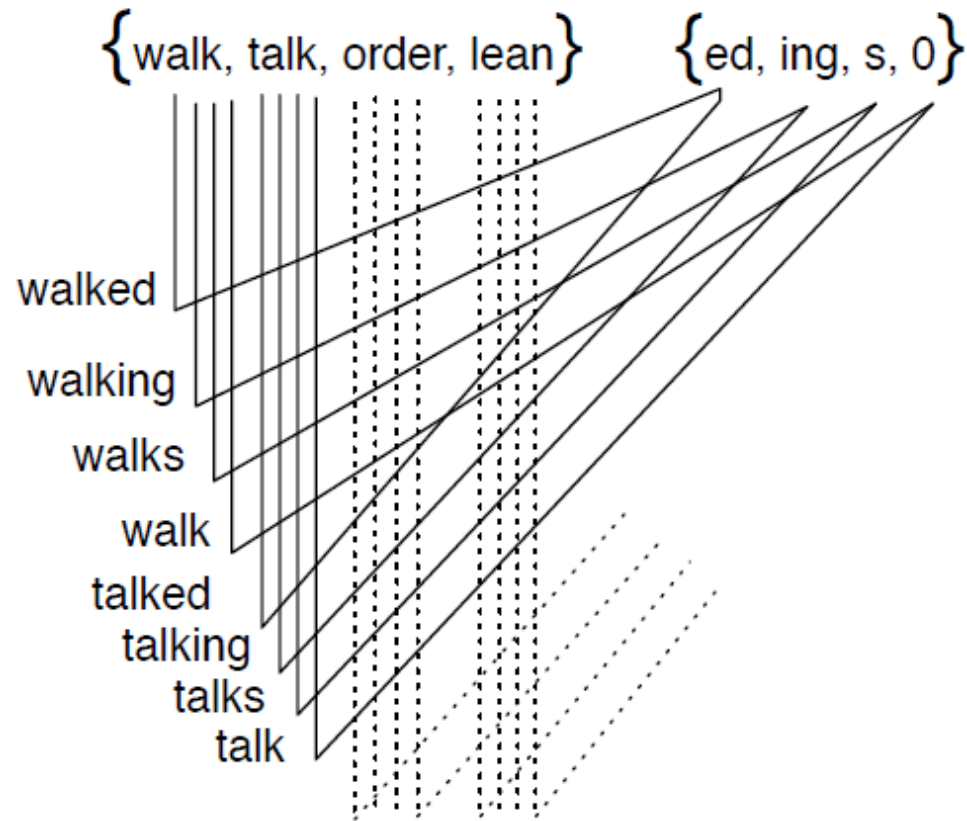 {walk, talk, order, lean} {ed, ing, s, 0}
walked
walking
walks
walk
talked
talking
talks
talk